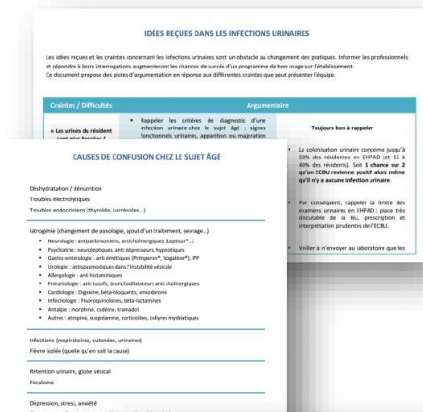 IDÉES REÇUES DANS LES INFECTIONS URINAIRES
Les idées reçues et les craintes concernant les infections urinaires sont un obstacle au changement des pratiques. Informer les professionnels
et répondre à leurs interrogations augmenteront les chances de succès d'un programme de bon usage sur l'établissement.
Ce document propose des pistes d'argumentation en réponse aux différentes craintes que peut présenter l'équipe.
Craintes / Difficultés
Argumentaire
« Les urines du résident
• Rappeler les critères de diagnostic d'une
infection urinaire chez le sujet âgé : signes
fonctionnels urinaires, apparition ou majoration
Toujours bon à rappeler
• La colonisation urinaire concerne jusqu'à
50% des résidentes en EHPAD (et 35 à
40% des résidents). Soit 1 chance sur 2
qu'un ECBU revienne positif alors même
qu'il n'y a aucune infection urinaire.
• Par conséquent, rappeler la limite des
examens urinaires en EHPAD : place très
discutable de la BU, prescription et
interprétation prudentes de l'ECBU.
• Veiller à n'envoyer au laboratoire que les
CAUSES DE CONFUSION CHEZ LE SUJET ÂGÉ
Déshydratation / dénutrition
Troubles électrolytiques
Troubles endocriniens (thyroïde, surrénales...)
Iatrogénie (changement de posologie, ajout d'un traitement, sevrage...)
• Neurologie : antiparkinsoniens, anticholinergiques
• Psychiatrie : neuroleptiques, anti dépresseurs, hypnotiques
• Gastro-entérologie : anti émétiques (Primperan®, Vogalène®), IPP
• Urologie : antispasmodiques dans l'instabilité vésicale
• Allergologie : anti histaminiques
• Pneumologie : anti tussifs, bronchodilatateurs anti cholinergiques
• Cardiologie : Digoxine, béta-bloquants, amiodarone
• Infectiologie : Fluoroquinolones, béta-lactamines
• Antalgie : morphine, codéine, tramadol
• Autres : atropine, scopolamine, corticoïdes, collyres mydriatiques
Infections (respiratoires, cutanées, urinaires)
Fièvre isolée (quelle qu'en soit la cause)
Rétention urinaire, globe vésical
Fécalome
Dépression, stress, anxiété